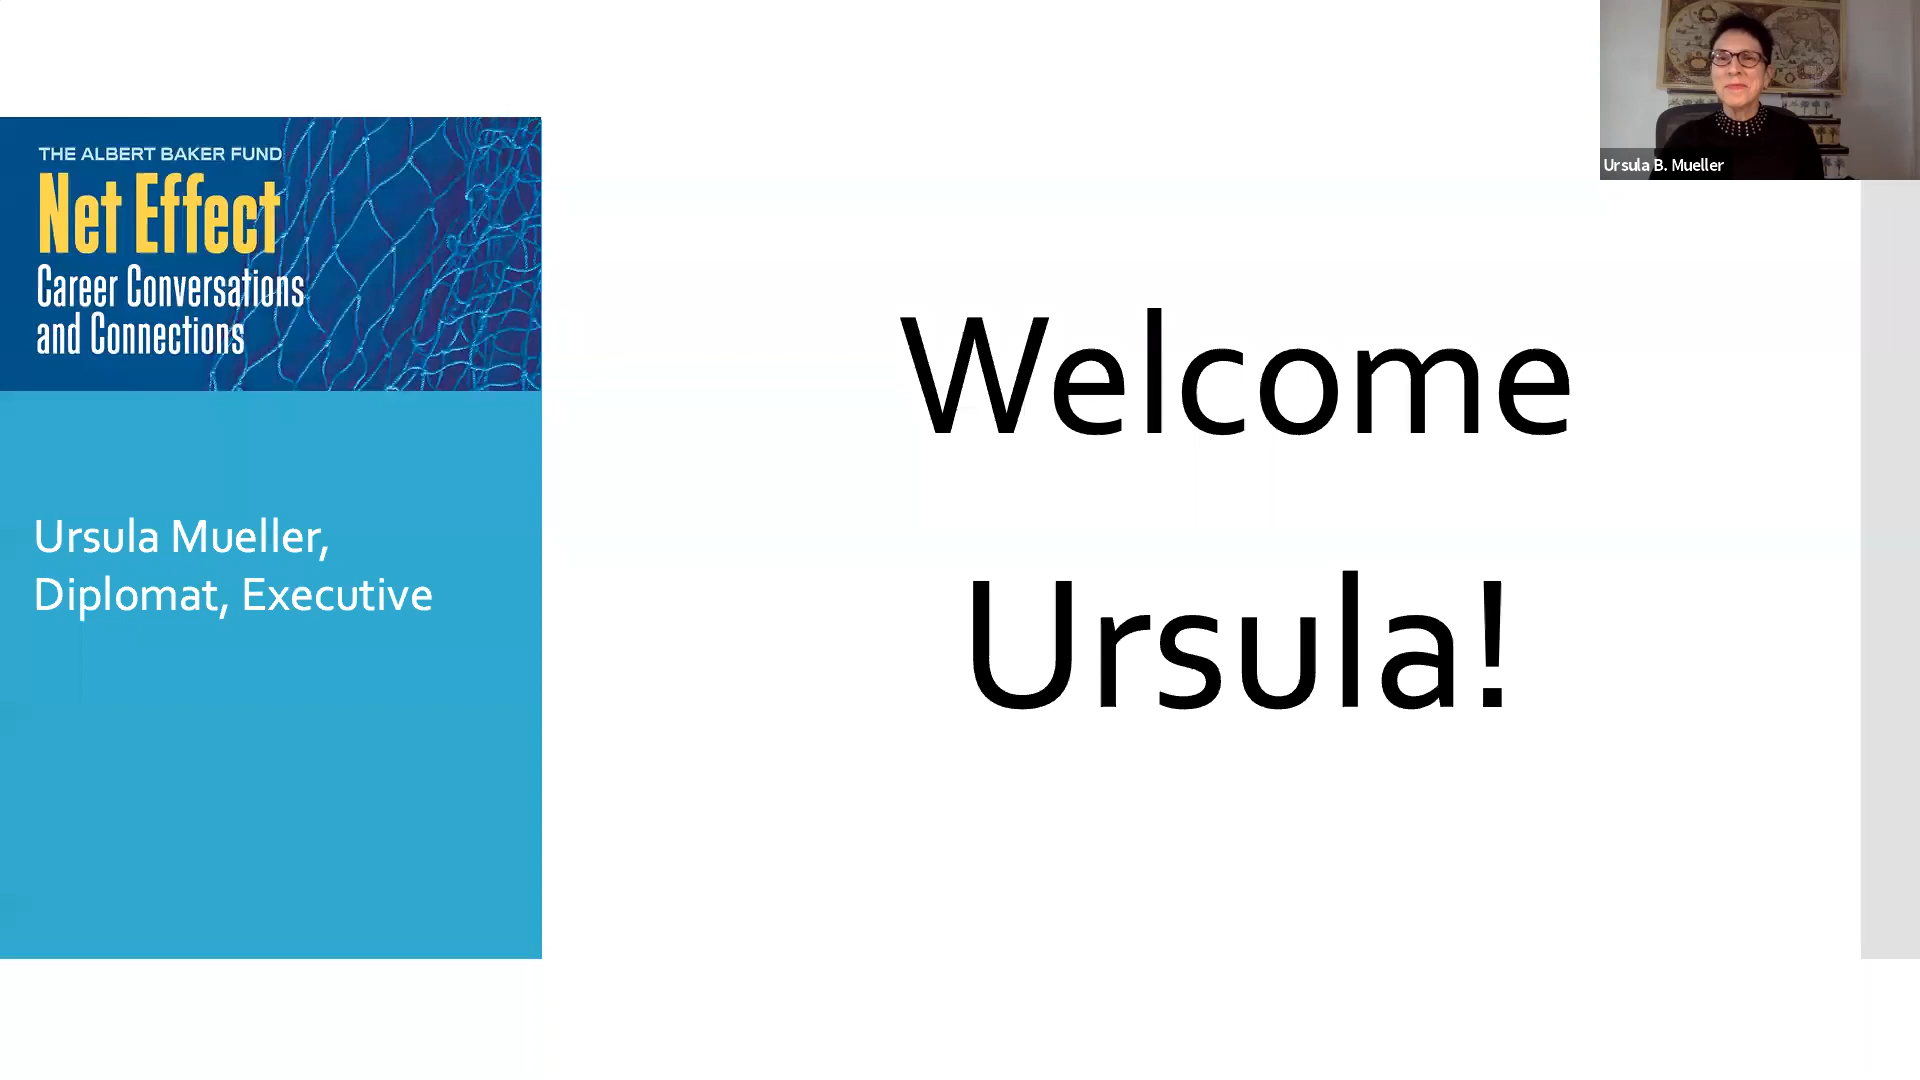 THE ALBERT BAKER FUND
Net Effect
Career Conversations
and Connections
Ursula Mueller,
Diplomat, Executive
Welcome
Ursula!
Ursula B. Mueller